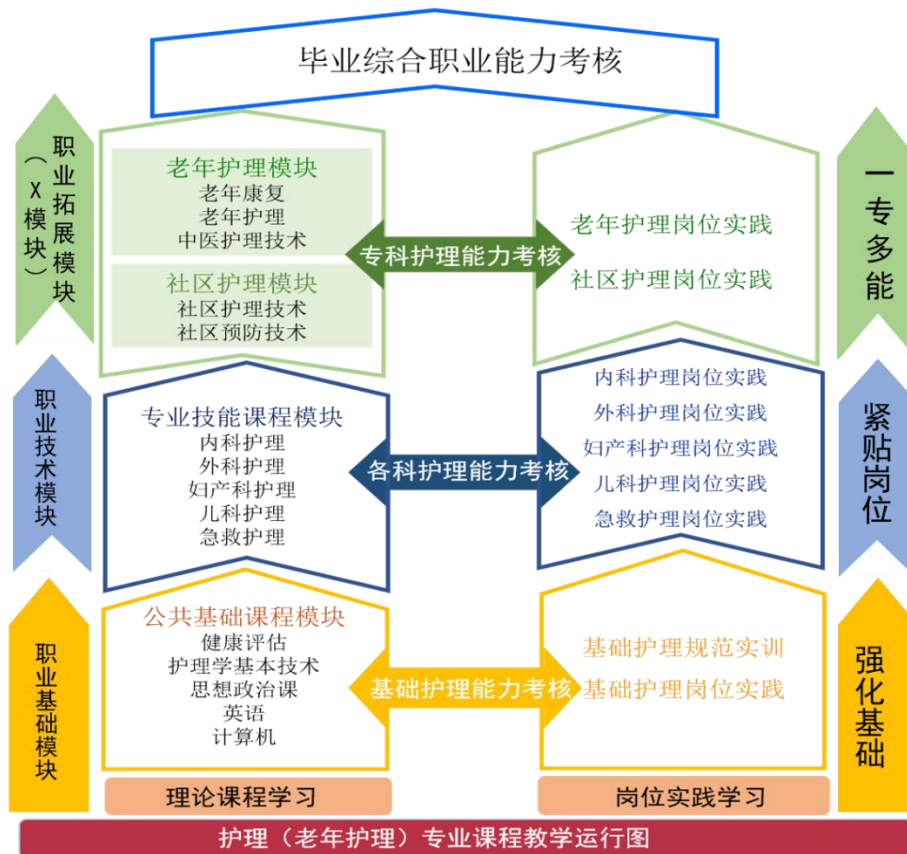 毕业综合职业能力考核
职业拓展模块
（X模块）
老年护理模块
老年康复
老年护理
中医护理技术
社区护理模块
社区护理技术
社区预防技术
专科护理能力考核
老年护理岗位实践
社区护理岗位实践
一专多能
职业技术模块
专业技能课程模块
内科护理
外科护理
妇产科护理
儿科护理
急救护理
各科护理能力考核
内科护理岗位实践
外科护理岗位实践
妇产科护理岗位实践
儿科护理岗位实践
急救护理岗位实践
紧贴岗位
职业基础模块
公共基础课程模块
健康评估
护理学基本技术
思想政治课
英语
计算机
基础护理能力考核
基础护理规范实训
基础护理岗位实践
强化基础
理论课程学习
岗位实践学习
护理（老年护理）专业课程教学运行图